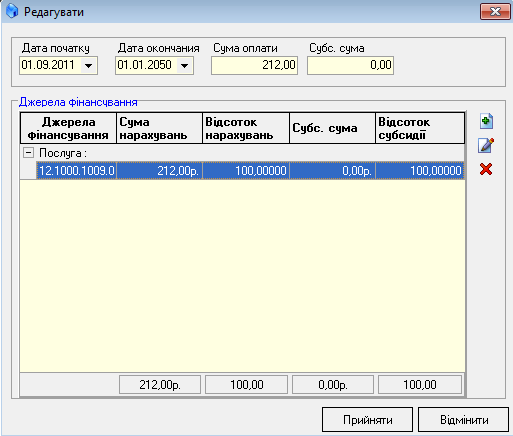 Редагувати
Дата початку Дата окончания Сума оплати Субс. сума
01.09.2011 01.01.2050 212,00 0,00
Джерела фінансування
Джерела фінансування Сума нарахувань Відсоток нарахувань Субс. сума Відсоток субсидії
Послуга :
12.1000.1009.0 212,00р. 100,00000 0,00р. 100,00000
212,00р. 100,00 0,00р. 100,00
Прийняти Відмінити